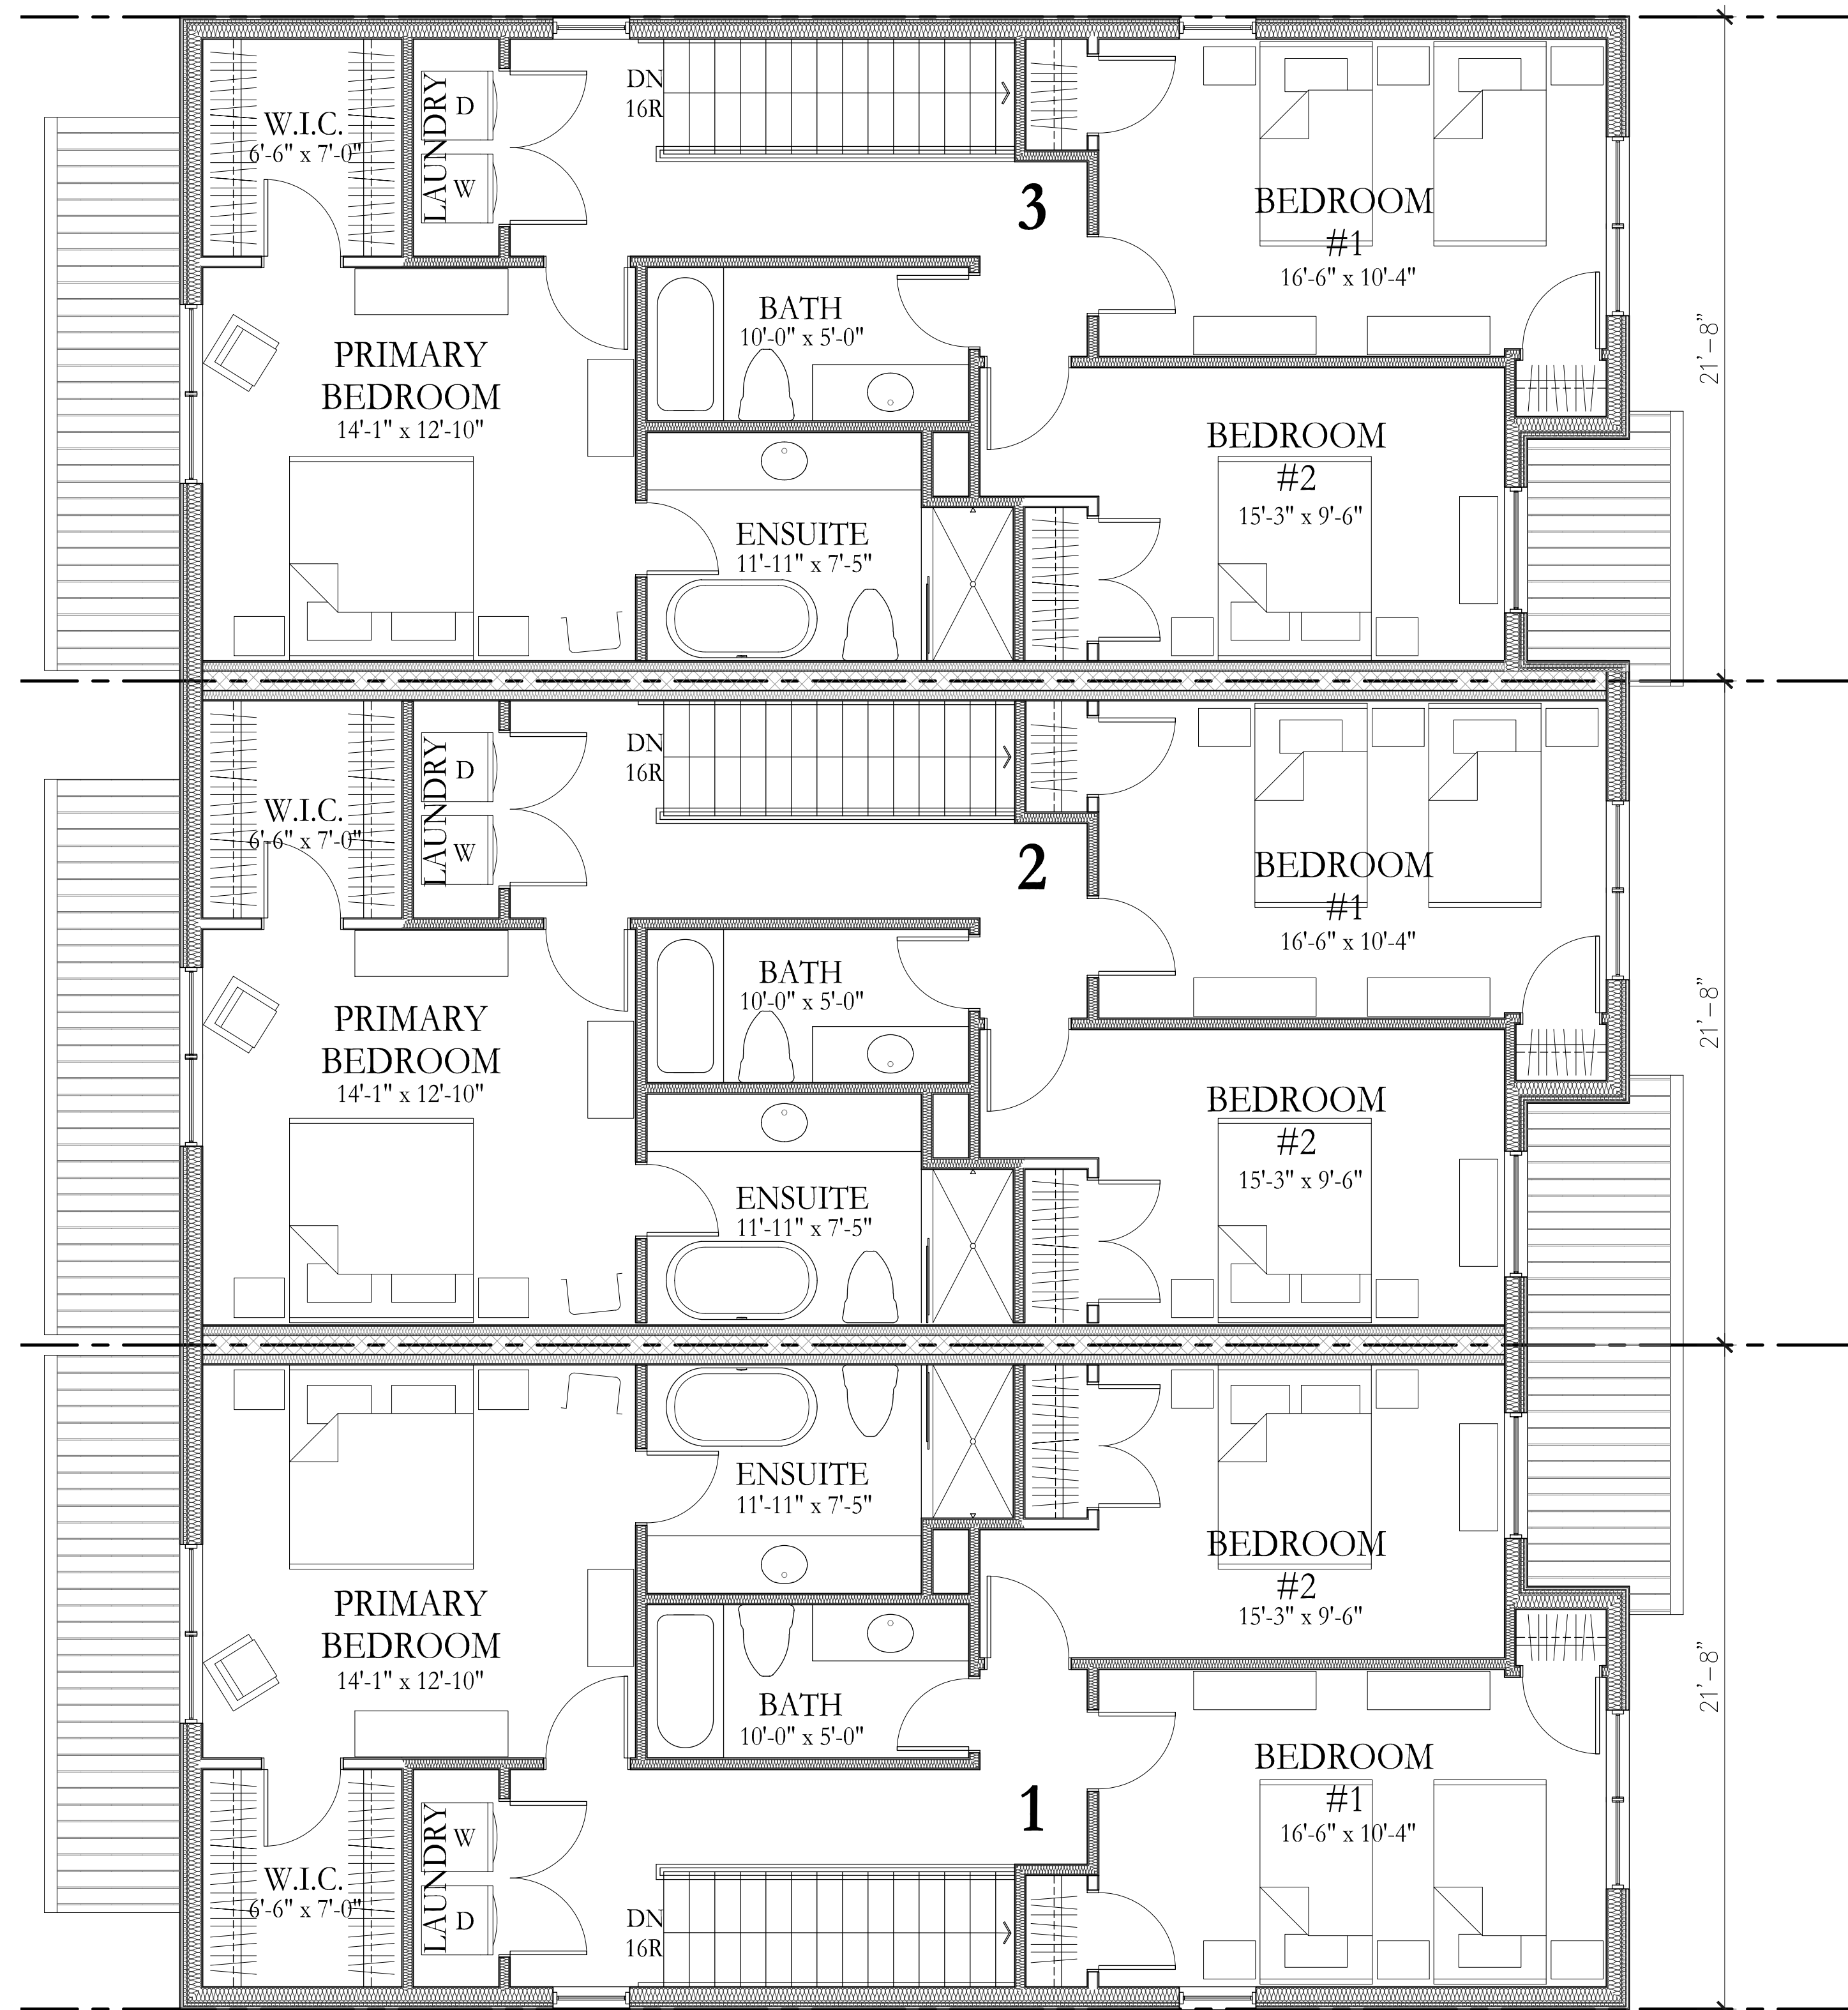 DN
16R
W.I.C.
6'-6" x 7'-0"
LAUNDRY
D
W
3
BEDROOM
#1
16'-6" x 10'-4"
BATH
10'-0" x 5'-0"
PRIMARY
BEDROOM
14'-1" x 12'-10"
21'-8"
BEDROOM
#2
15'-3" x 9'-6"
ENSUITE
11'-11" x 7'-5"
DN
16R
W.I.C.
6'-6" x 7'-0"
LAUNDRY
D
W
2
BEDROOM
#1
16'-6" x 10'-4"
BATH
10'-0" x 5'-0"
PRIMARY
BEDROOM
14'-1" x 12'-10"
21'-8"
BEDROOM
#2
15'-3" x 9'-6"
ENSUITE
11'-11" x 7'-5"
ENSUITE
11'-11" x 7'-5"
BEDROOM
#2
15'-3" x 9'-6"
PRIMARY
BEDROOM
14'-1" x 12'-10"
21'-8"
BATH
10'-0" x 5'-0"
BEDROOM
#1
16'-6" x 10'-4"
1
W.I.C.
6'-6" x 7'-0"
LAUNDRY
W
D
DN
16R